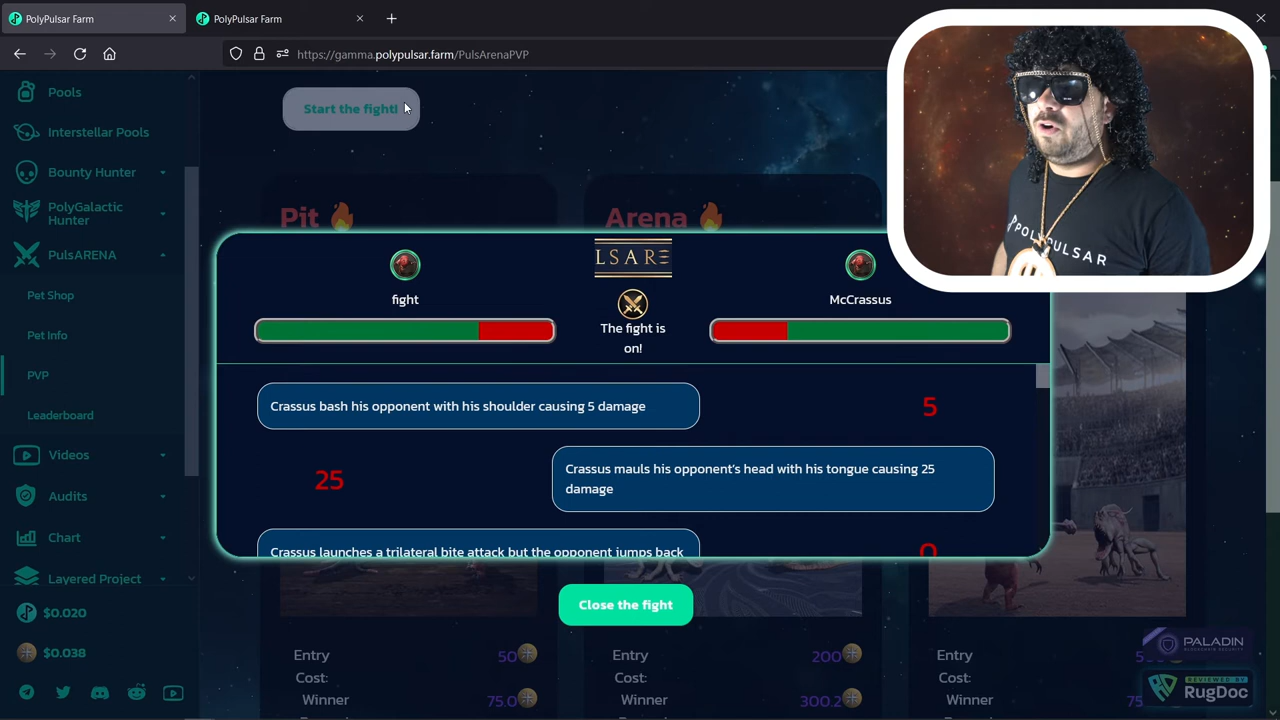 PolyPulsar Farm
PolyPulsar Farm
https://gamma.polypulsar.farm/PulsArenaPVP
Pools
Interstellar Pools
Bounty Hunter
PolyGalactic
Hunter
PulsARENA
Pet Shop
Pet Info
PVP
Leaderboard
Videos
Audits
Chart
Layered Project
$0.020
$0.038
Start the fight!
Pit
Arena
fight
LSARE
The fight is
on!
McCrassus
Crassus bash his opponent with his shoulder causing 5 damage
5
25
Crassus mauls his opponent's head with his tongue causing 25
damage
Crassus launches a trilateral bite attack but the opponent jumps back
0
Close the fight
Entry
Cost:
Winner
50
75.0
Entry
Cost:
Winner
200
300.2
Entry
Cost:
Winner
POLYPULSAR
PALADIN
BLOCKCHAIN SECURITY
REVIEWED BY
RugDoc